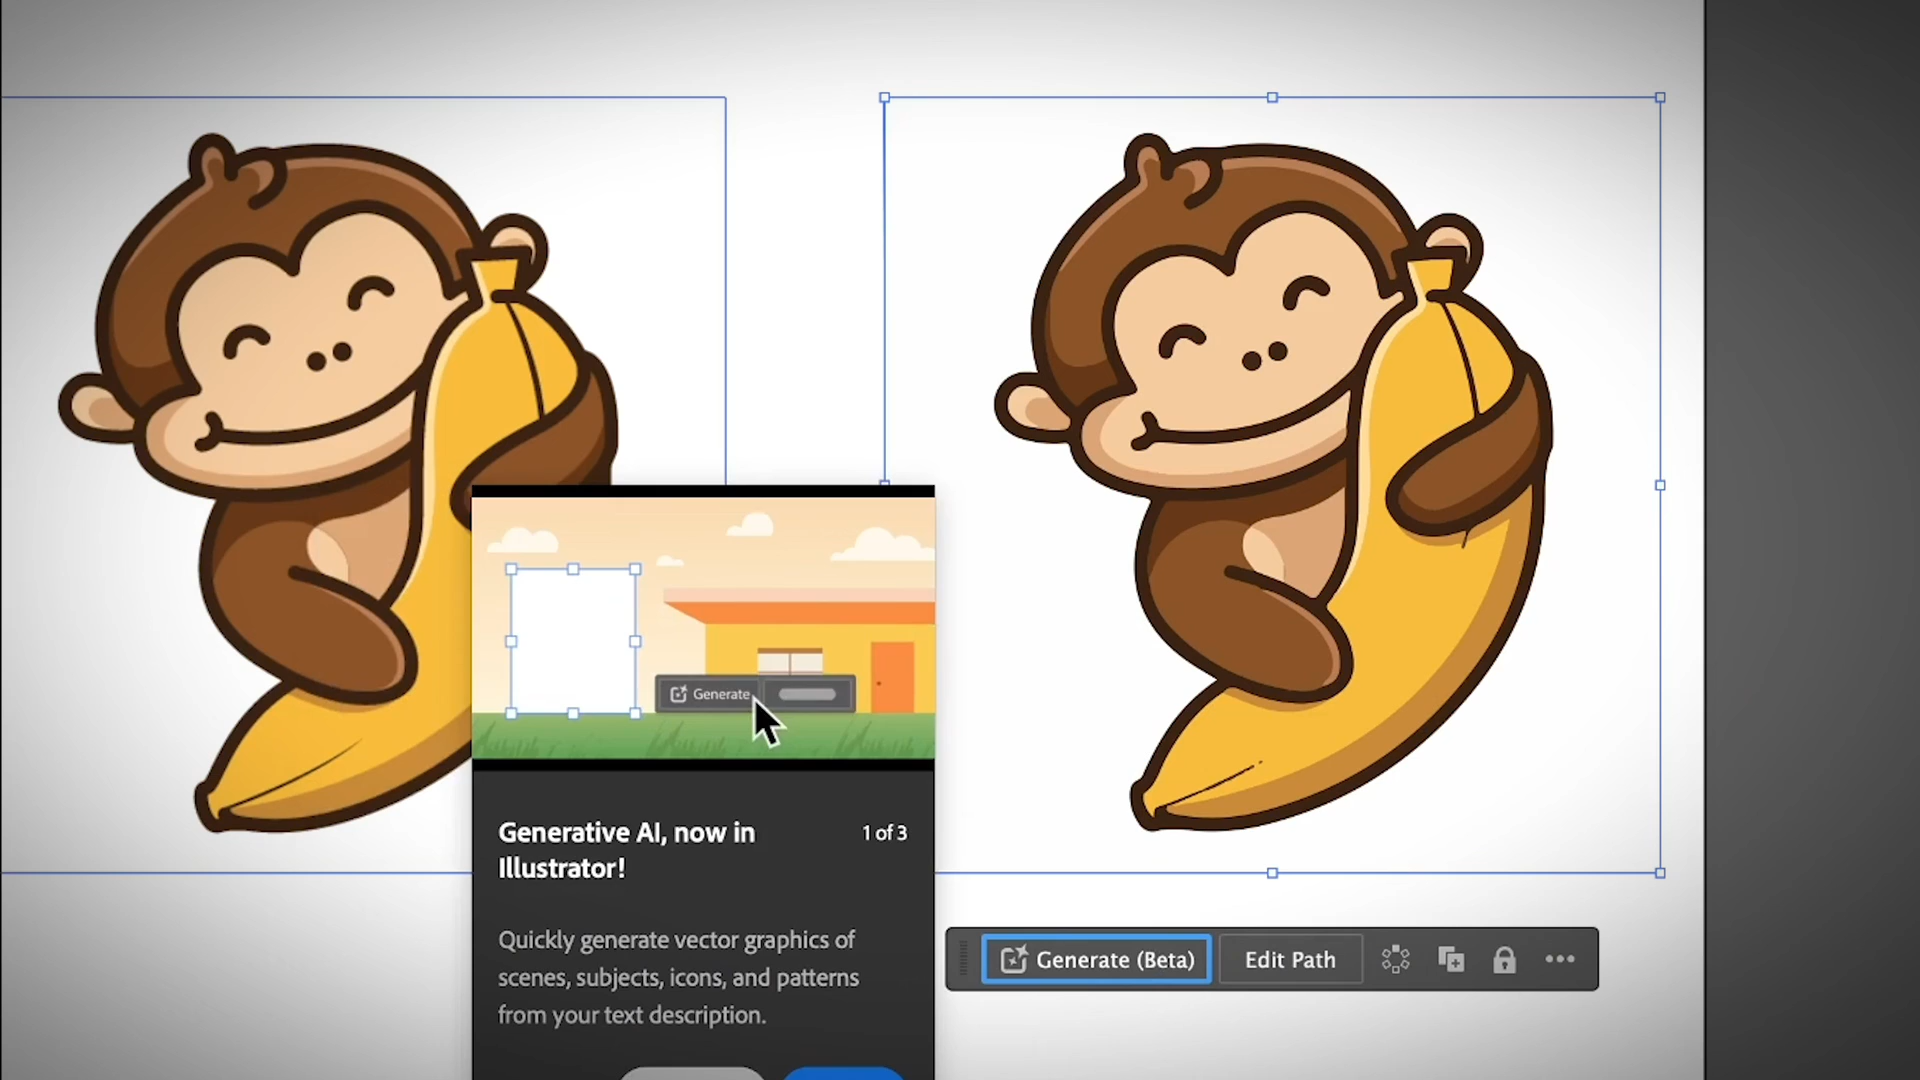 Generate
Generative AI, now in
1 of 3
Illustrator!
Quickly generate vector graphics of
scenes, subjects, icons, and patterns
from your text description.
Generate (Beta)
Edit Path